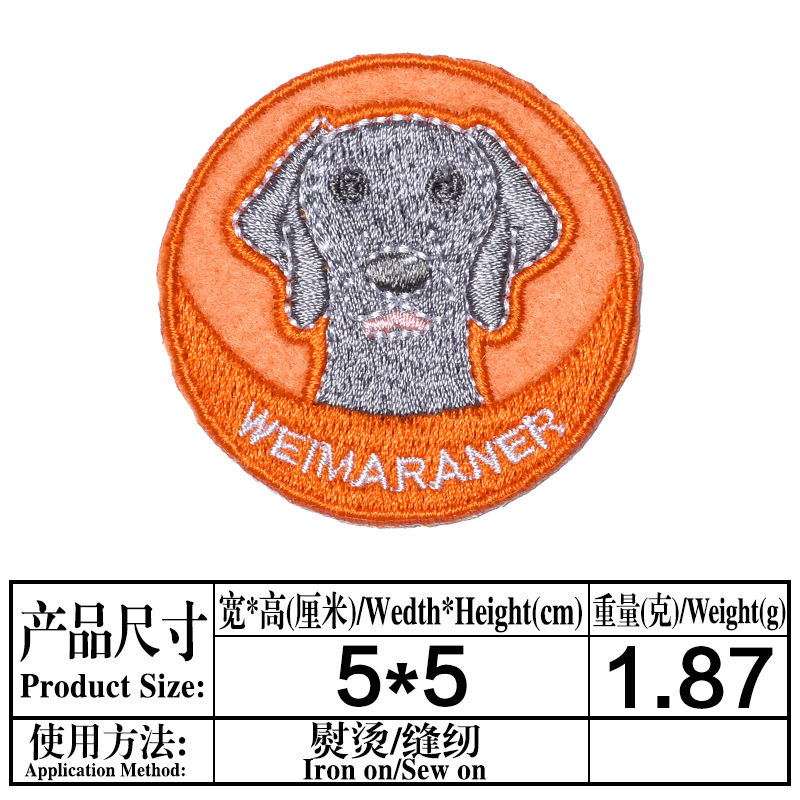 WEIMARANER
产品尺寸
Product Size:
宽*高(厘米)/Wedth*Height(cm)
重量(克)/Weight(g)
5*5
1.87
使用方法:
Application Method:
熨烫/缝纫
Iron on/Sew on